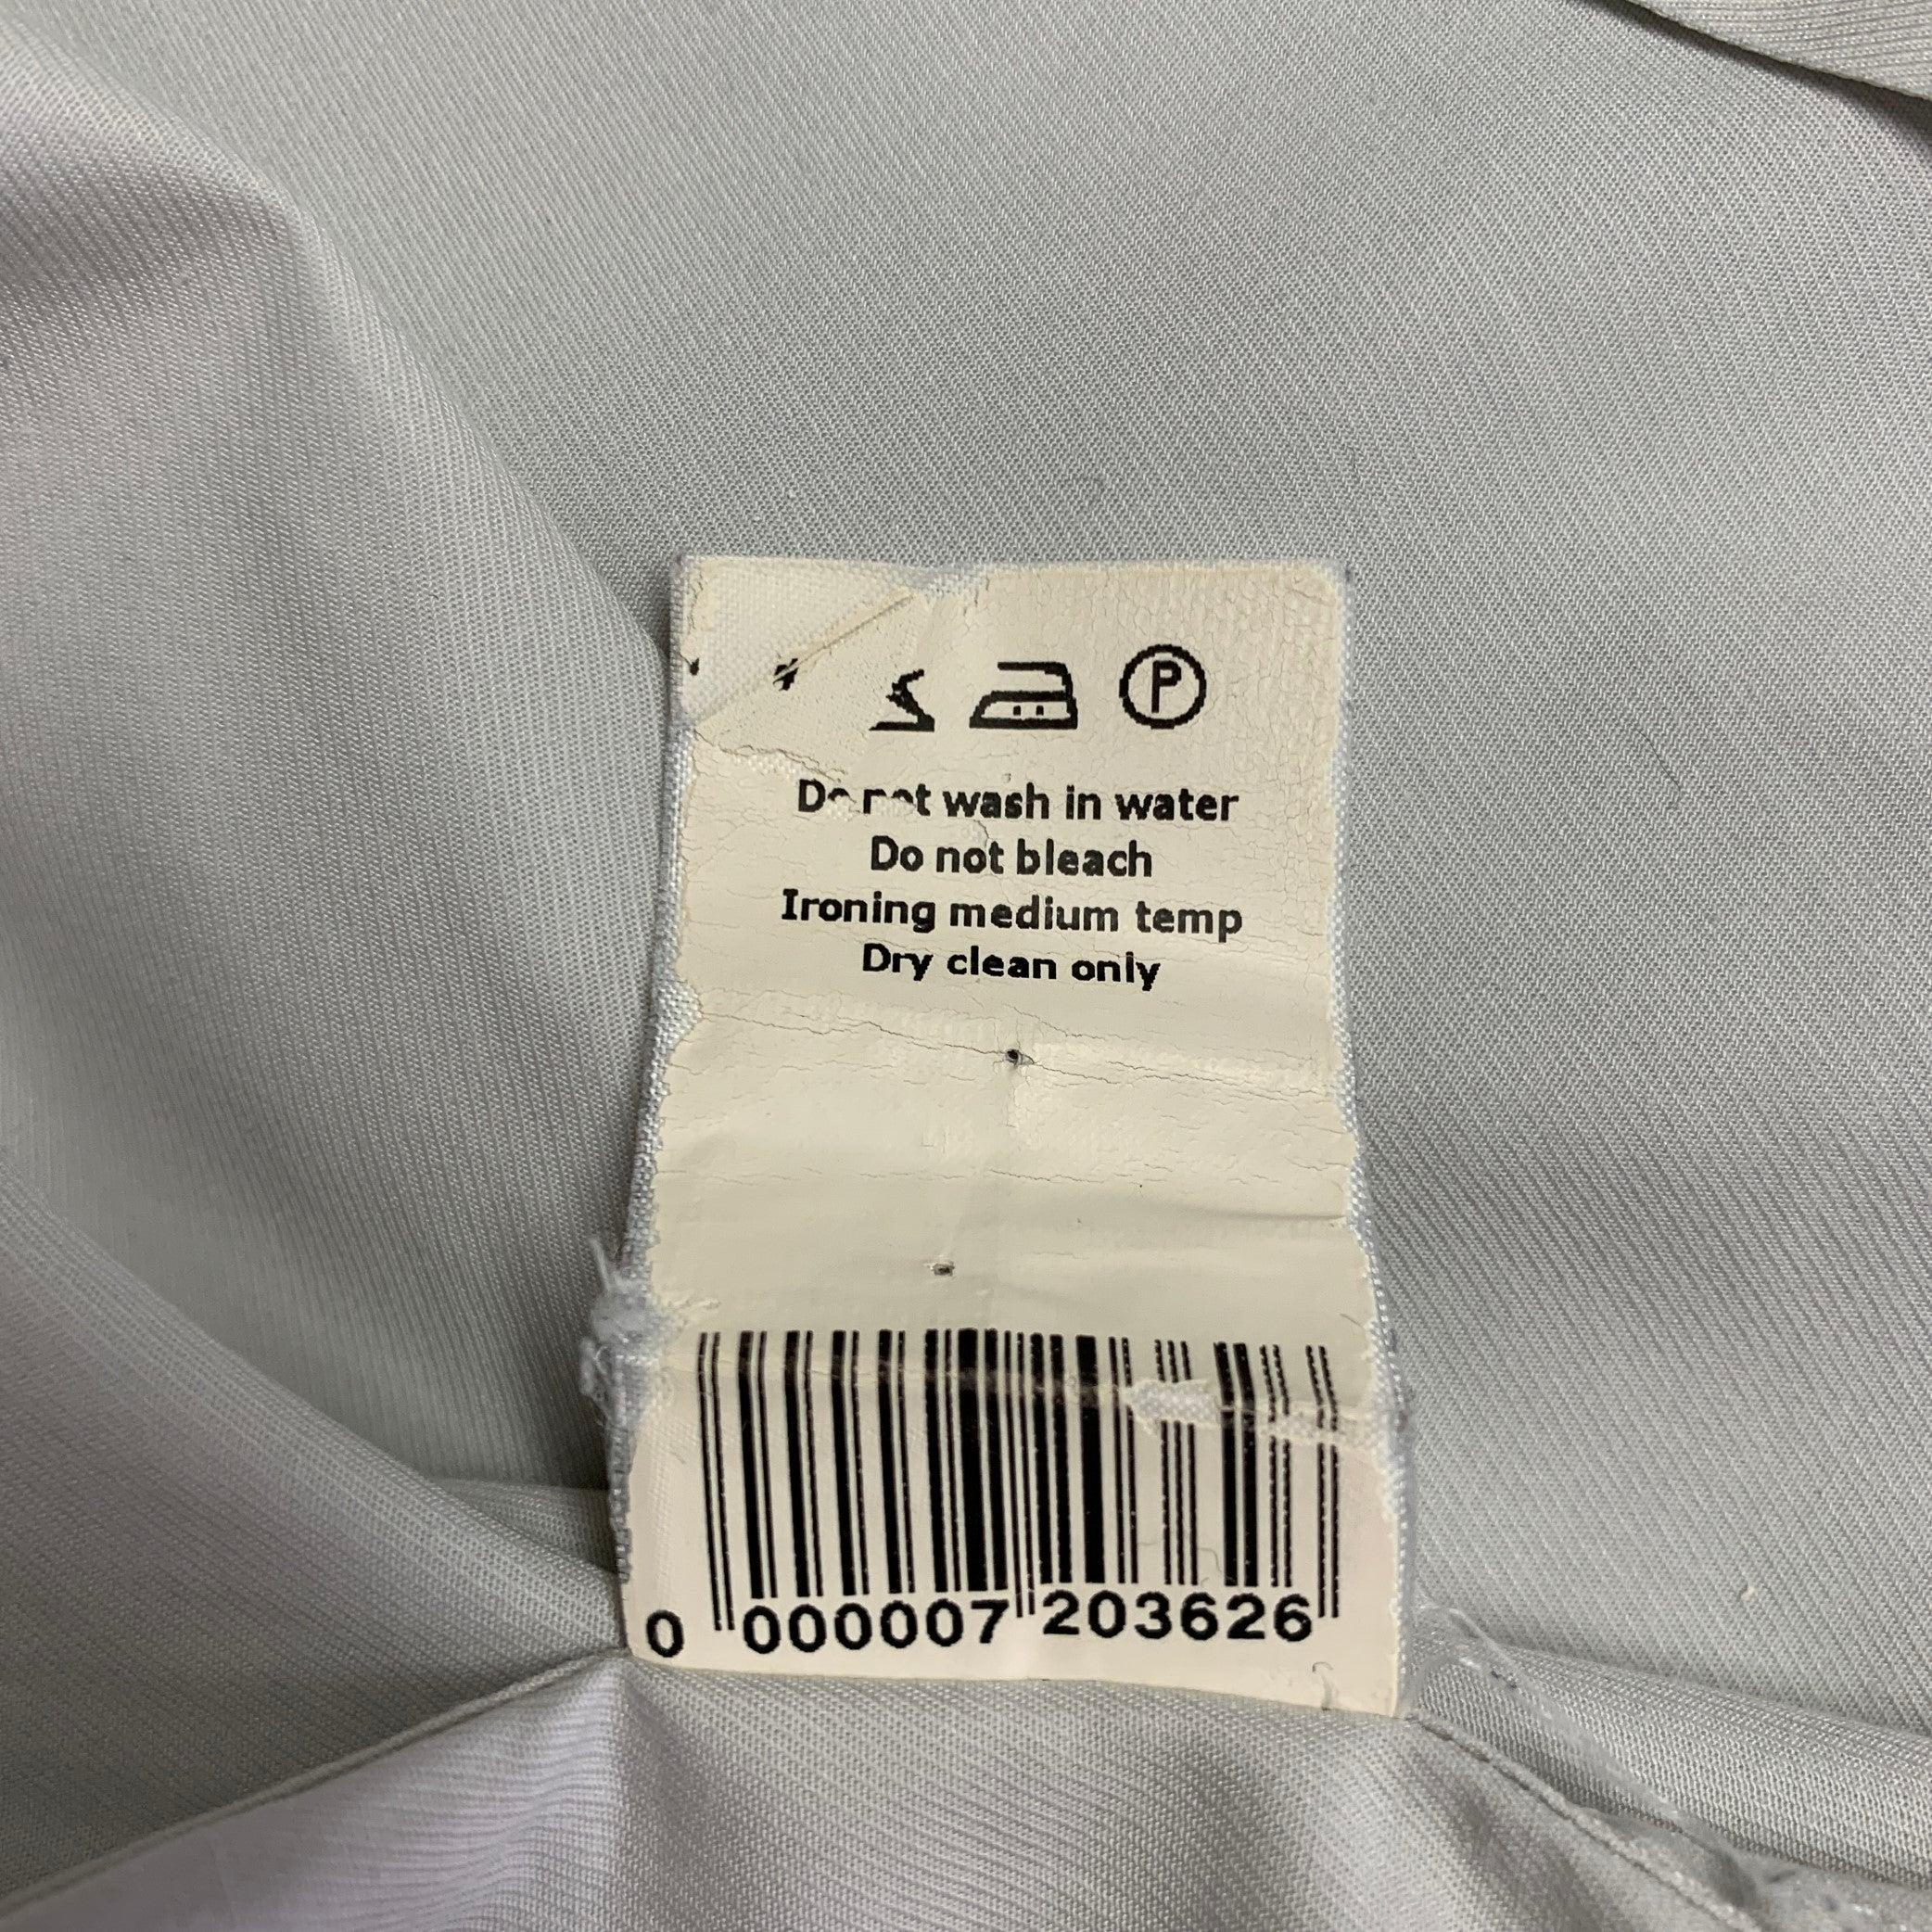 P
Do not wash in water
Do not bleach
Ironing medium temp
Dry clean only
0 000007 203626